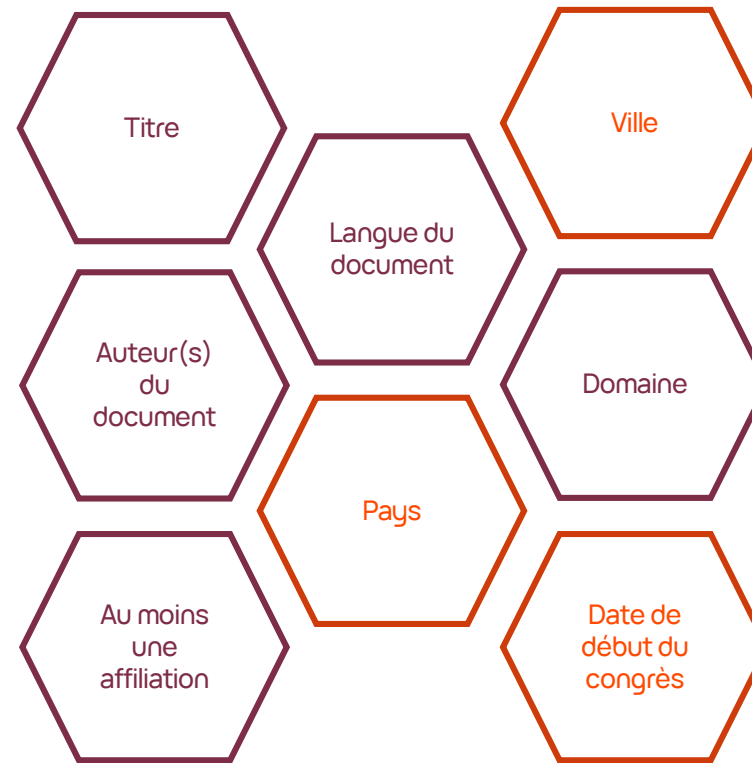 Titre
Ville
Langue du
document
Auteur(s)
du
document
Domaine
Pays
Au moins
une
affiliation
Date de
début du
congrès